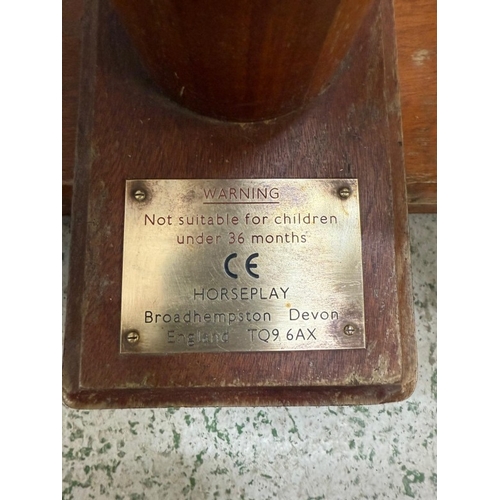 WARNING
Not suitable for children
under 36 months
CE
HORSEPLAY
Broadhempston Devon
England TQ9 6AX